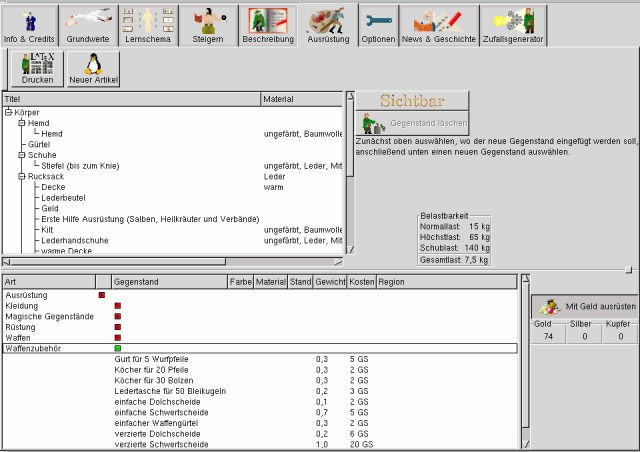 Info & Credits Grundwerte Lernschema Steigern Beschreibung Ausrüstung Optionen News & Geschichte Zufallsgenerator
LATEX
Drucken Neuer Artikel
Titel Material
Körper
Hemd
Hemd ungefärbt, Baumwolle
Gürtel
Schuhe
Stiefel (bis zum Knie) ungefärbt, Leder, Mit
Rucksack Leder
Decke warm
Lederbeutel
Geld
Erste Hilfe Ausrüstung (Salben, Heilkräuter und Verbände)
Kilt ungefärbt, Baumwolle
Lederhandschuhe ungefärbt, Leder, Mit
warme Decke
Sichtbar
Gegenstand löschen
Zunächst oben auswählen, wo der neue Gegenstand eingefügt werden soll,
anschließend unten einen neuen Gegenstand auswählen.
Belastbarkeit
Normallast: 15 kg
Höchstlast: 65 kg
Schublast: 140 kg
Gesamtlast: 7,5 kg
Art Gegenstand Farbe Material Stand Gewicht Kosten Region
Ausrüstung
Kleidung
Magische Gegenstände
Rüstung
Waffen
Waffenzubehör
Gurt für 5 Wurfpfeile 0,3 5 GS
Köcher für 20 Pfeile 0,3 2 GS
Köcher für 30 Bolzen 0,3 2 GS
Ledertasche für 50 Bleikugeln 0,2 3 GS
einfache Dolchscheide 0,1 2 GS
einfache Schwertscheide 0,7 5 GS
einfacher Waffengürtel 0,3 2 GS
verzierte Dolchscheide 0,2 6 GS
verzierte Schwertscheide 1,0 20 GS
Mit Geld ausrüsten
Gold Silber Kupfer
74 0 0